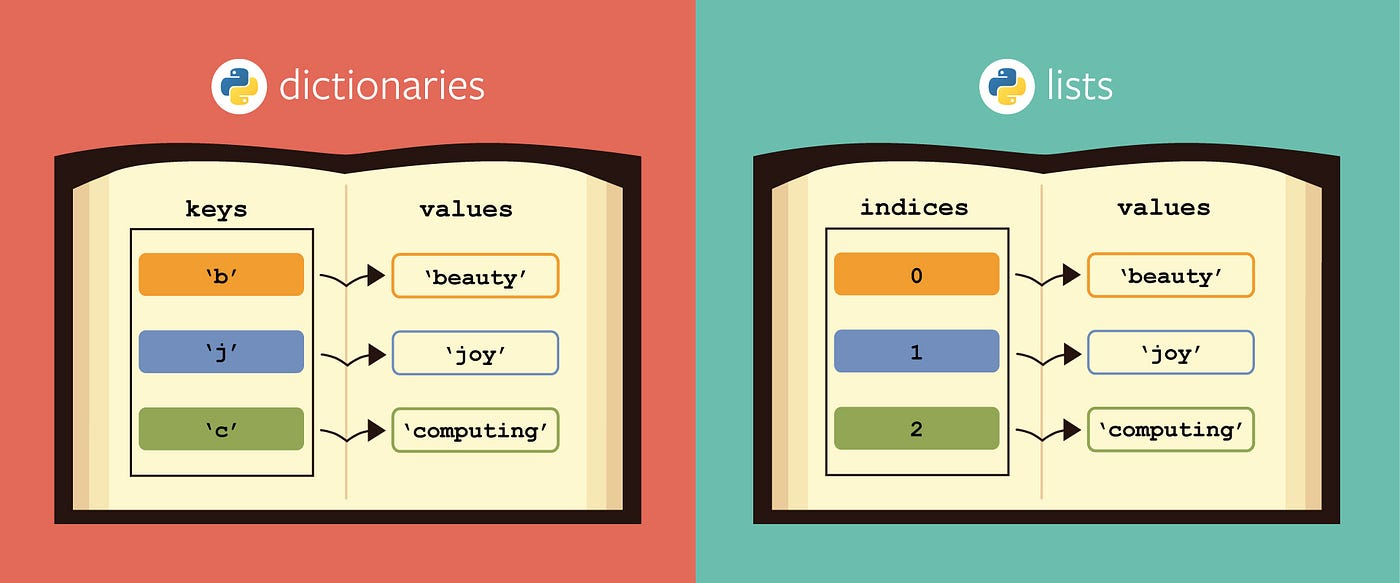 dictionaries
keys values
‘b’ ‘beauty’
‘j’ ‘joy’
‘c’ ‘computing’
lists
indices values
0 ‘beauty’
1 ‘joy’
2 ‘computing’